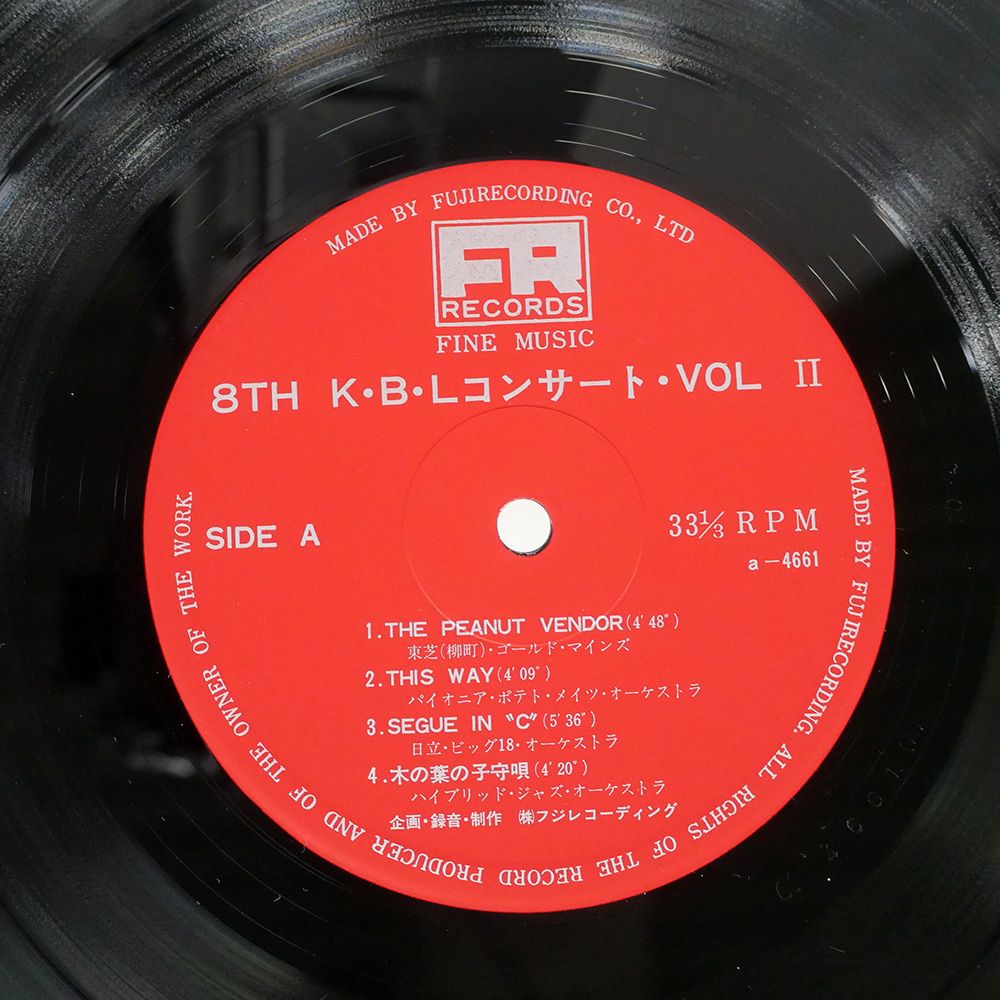 MADE BY FUJIRECORDING CO., LTD
FR
RECORDS
FINE MUSIC
8TH K・B・Lコンサート・VOL II
SIDE A
33⅓ RPM
a－4661
1.THE PEANUT VENDOR(4′48″)
東芝(柳町)・ゴールド・マインズ
2.THIS WAY(4′09″)
パイオニア・ポテト・メイツ・オーケストラ
3.SEGUE IN “C”(5′36″)
日立・ビッグ18・オーケストラ
4.木の葉の子守唄(4′20″)
ハイブリッド・ジャズ・オーケストラ
企画・録音・制作 ㈱フジレコーディング
MADE BY FUJIRECORDING. ALL RIGHTS OF THE RECORD PRODUCER AND OF THE OWNER OF THE WORK.